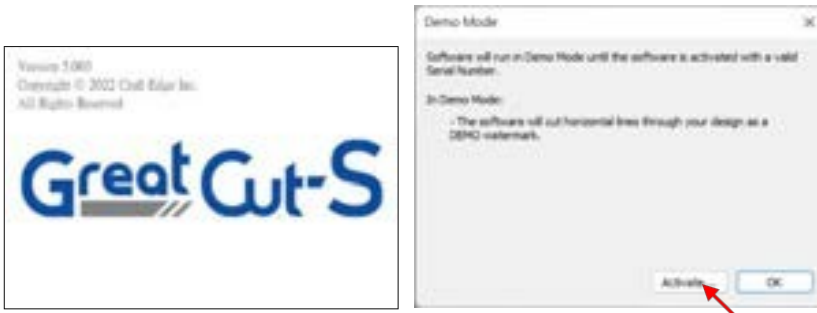 Version 5.003
Copyright © 2022 Craft Edge Inc.
All Rights Reserved
Great Cut-S
Demo Mode
Software will run in Demo Mode until the software is activated with a valid
Serial Number.
In Demo Mode:
- The software will cut horizontal lines through your design as a
DEMO watermark.
Activate...
OK